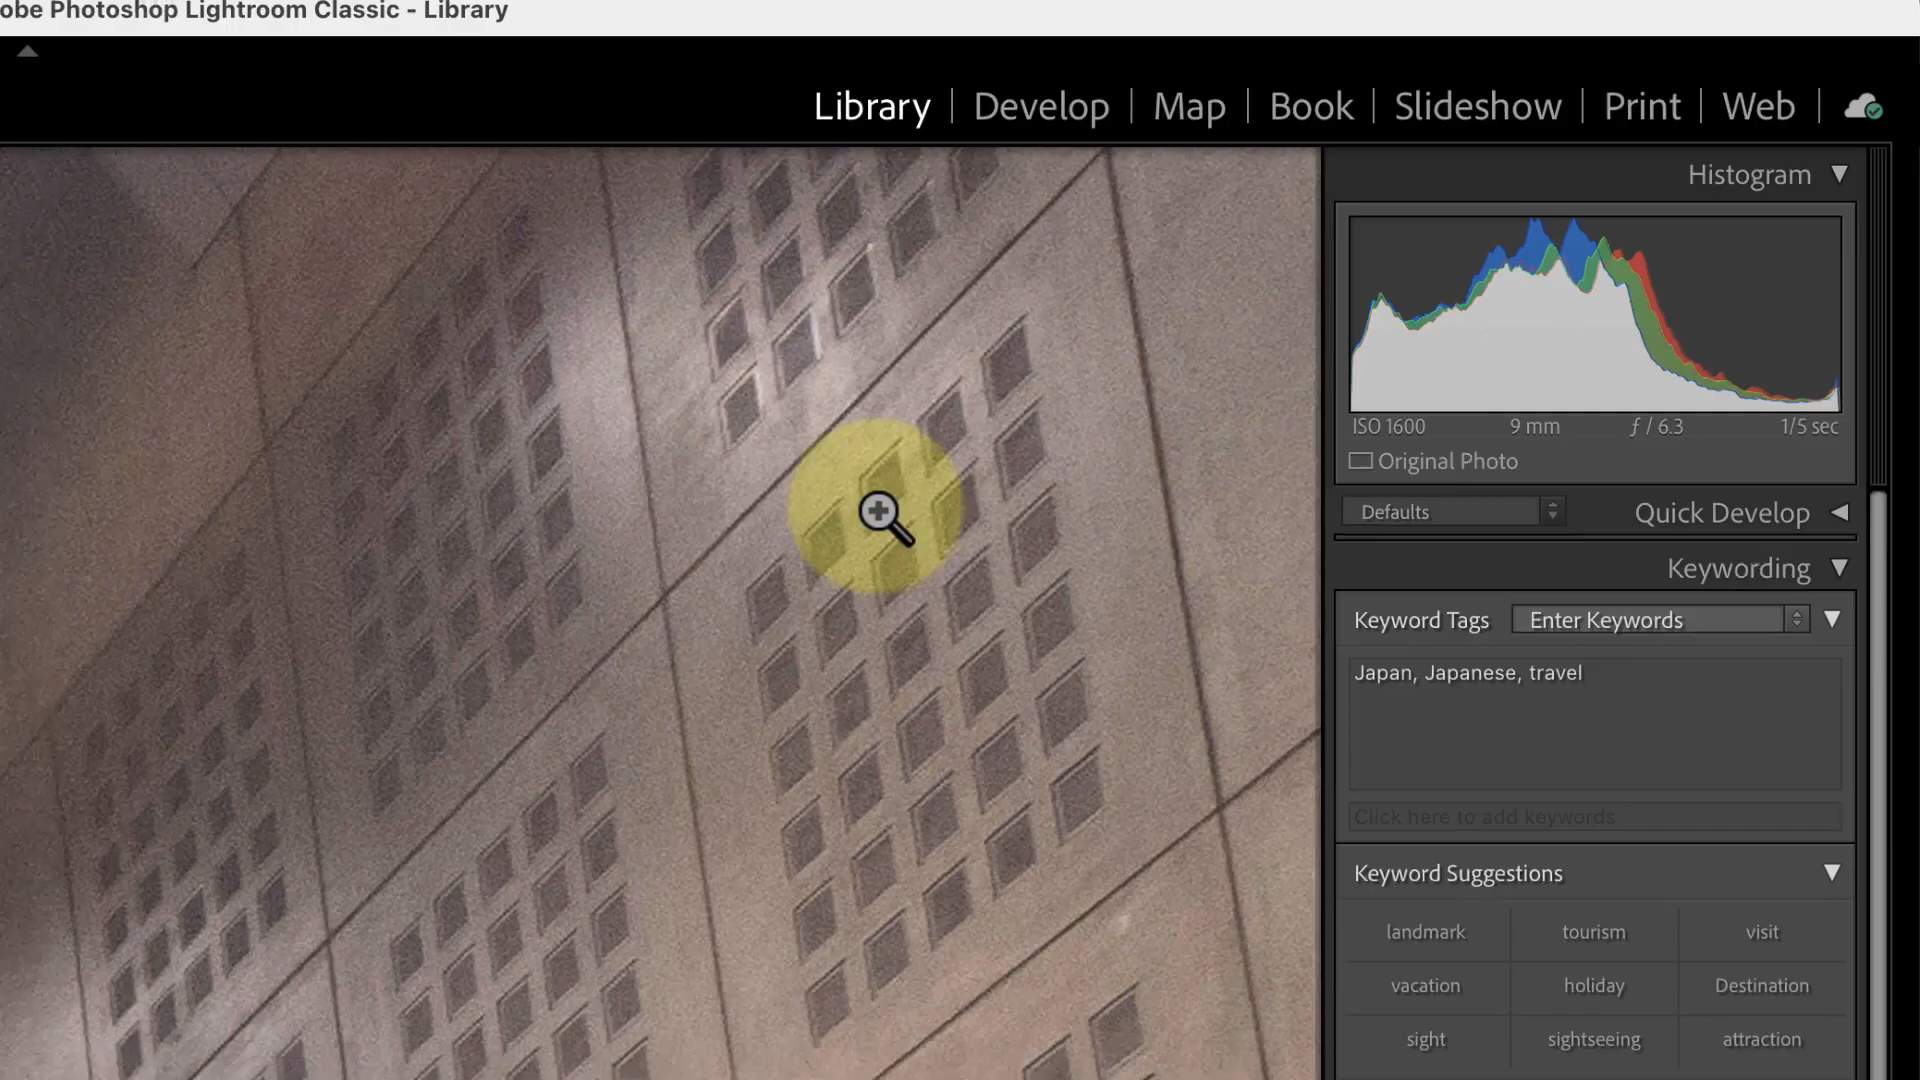 obe Photoshop Lightroom Classic - Library
Library | Develop | Map | Book | Slideshow | Print | Web |
Histogram
ISO 1600 9 mm ƒ / 6.3 1/5 sec
Original Photo
Defaults Quick Develop
Keywording
Keyword Tags Enter Keywords
Japan, Japanese, travel
Click here to add keywords
Keyword Suggestions
landmark tourism visit
vacation holiday Destination
sight sightseeing attraction